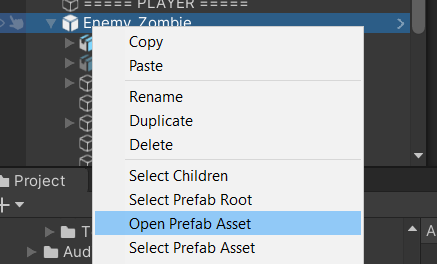 ===== PLAYER =====
Enemy_Zombie
Copy
Paste
Rename
Duplicate
Delete
Select Children
Select Prefab Root
Open Prefab Asset
Select Prefab Asset
Project
+
T
Aud
A